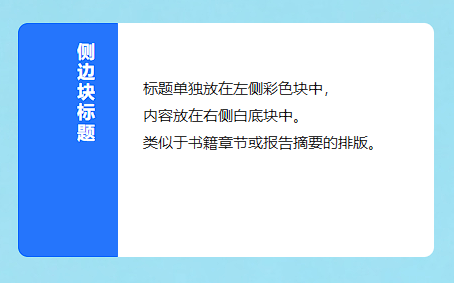 侧边块标题
标题单独放在左侧彩色块中，
内容放在右侧白底块中。
类似于书籍章节或报告摘要的排版。